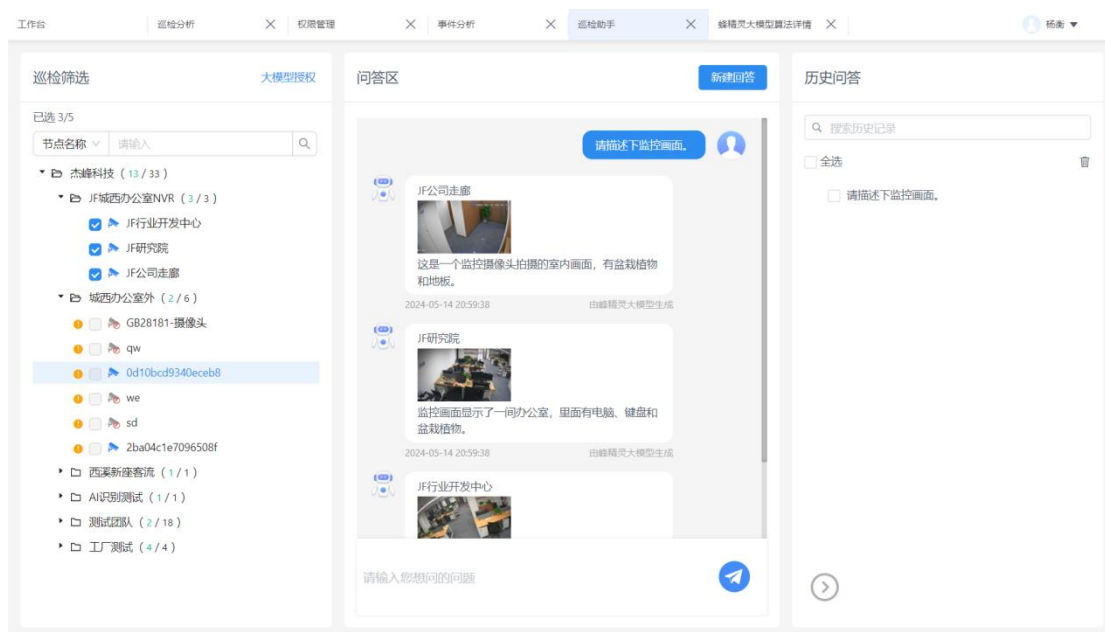 工作台
巡检分析
权限管理
事件分析
巡检助手
蜂精灵大模型算法详情
杨衡
巡检筛选
大模型授权
已选 3/5
节点名称
请输入
杰峰科技 ( 13 / 33 )
JF城西办公室NVR ( 3 / 3 )
JF行业开发中心
JF研究院
JF公司走廊
城西办公室外 ( 2 / 6 )
GB28181-摄像头
qw
0d10bcd9340eceb8
we
sd
2ba04c1e7096508f
西溪新座客流 ( 1 / 1 )
AI识别测试 ( 1 / 1 )
测试团队 ( 2 / 18 )
工厂测试 ( 4 / 4 )
问答区
新建回答
请描述下监控画面。
JF公司走廊
这是一个监控摄像头拍摄的室内画面，有盆栽植物
和地板。
2024-05-14 20:59:38
由蜂精灵大模型生成
JF研究院
监控画面显示了一间办公室，里面有电脑、键盘和
盆栽植物。
2024-05-14 20:59:38
由蜂精灵大模型生成
JF行业开发中心
请输入您想问的问题
历史问答
搜索历史记录
全选
请描述下监控画面。